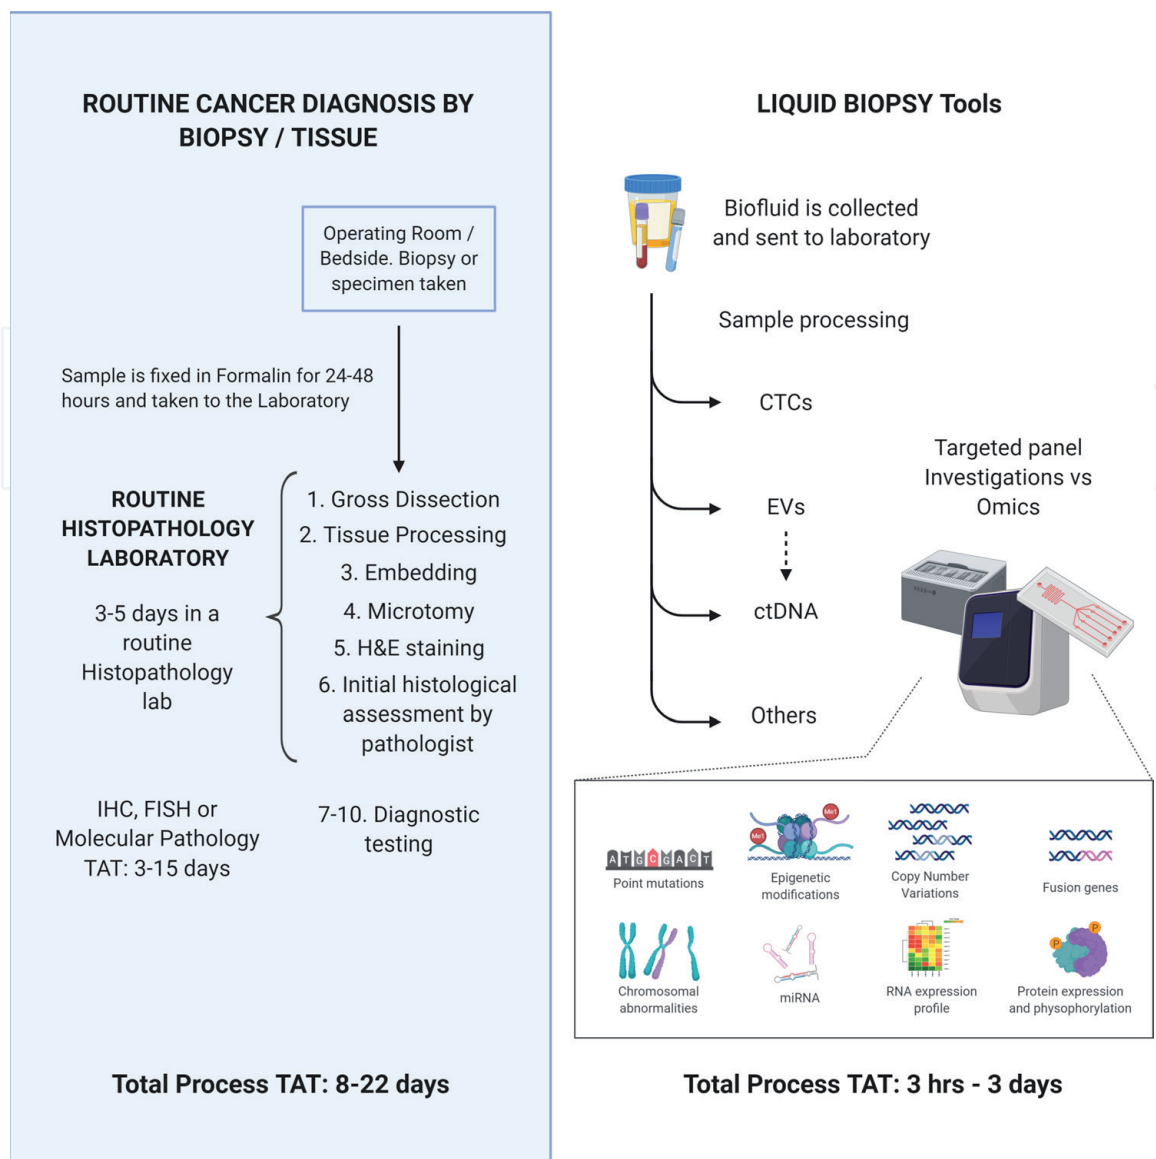 ROUTINE CANCER DIAGNOSIS BY
BIOPSY / TISSUE
Operating Room /
Bedside. Biopsy or
specimen taken
Sample is fixed in Formalin for 24-48
hours and taken to the Laboratory
ROUTINE
HISTOPATHOLOGY
LABORATORY
3-5 days in a
routine
Histopathology
lab
1. Gross Dissection
2. Tissue Processing
3. Embedding
4. Microtomy
5. H&E staining
6. Initial histological
assessment by
pathologist
IHC, FISH or
Molecular Pathology
TAT: 3-15 days
7-10. Diagnostic
testing
Total Process TAT: 8-22 days
LIQUID BIOPSY Tools
Biofluid is collected
and sent to laboratory
Sample processing
CTCs
EVs
ctDNA
Others
Targeted panel
Investigations vs
Omics
ATGCGACT
Point mutations
Me1
Me1
Epigenetic
modifications
Copy Number
Variations
Fusion genes
Chromosomal
abnormalities
miRNA
RNA expression
profile
P
P
Protein expression
and physophorylation
Total Process TAT: 3 hrs - 3 days